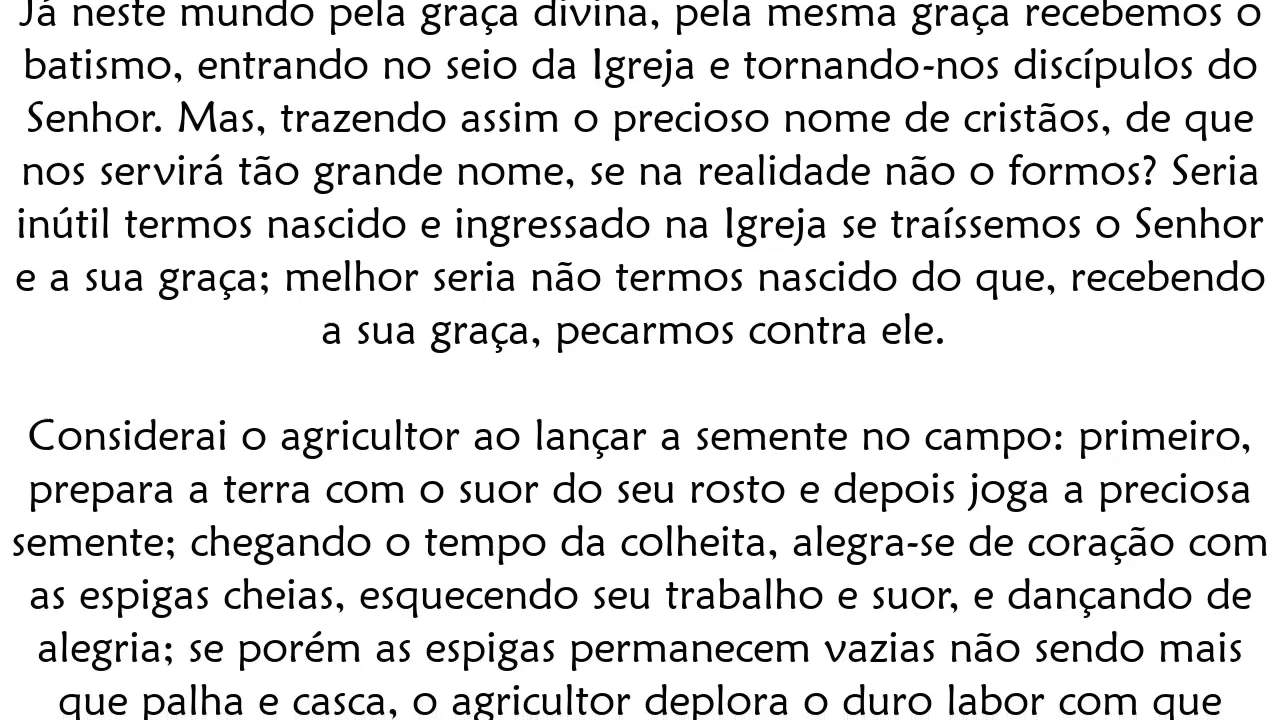 Já neste mundo pela graça divina, pela mesma graça recebemos o
batismo, entrando no seio da Igreja e tornando-nos discípulos do
Senhor. Mas, trazendo assim o precioso nome de cristãos, de que
nos servirá tão grande nome, se na realidade não o formos? Seria
inútil termos nascido e ingressado na Igreja se traíssemos o Senhor
e a sua graça; melhor seria não termos nascido do que, recebendo
a sua graça, pecarmos contra ele.
Considerai o agricultor ao lançar a semente no campo: primeiro,
prepara a terra com o suor do seu rosto e depois joga a preciosa
semente; chegando o tempo da colheita, alegra-se de coração com
as espigas cheias, esquecendo seu trabalho e suor, e dançando de
alegria; se porém as espigas permanecem vazias não sendo mais
que palha e casca, o agricultor deplora o duro labor com que